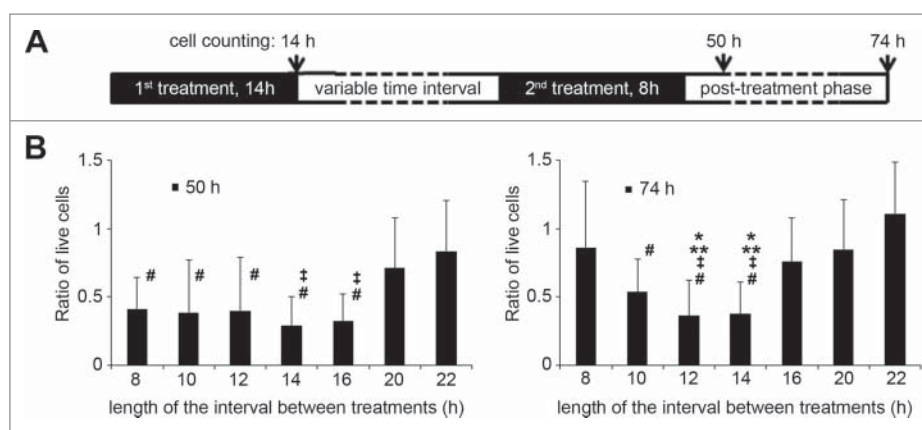 A
cell counting: 14 h 50 h 74 h
1st treatment, 14h variable time interval 2nd treatment, 8h post-treatment phase
B
1.5 1 0.5 0
Ratio of live cells
50 h
# # # ‡ # ‡ #
8 10 12 14 16 20 22
length of the interval between treatments (h)
1.5 1 0.5 0
Ratio of live cells
74 h
# * ** ‡ # * ** ‡ #
8 10 12 14 16 20 22
length of the interval between treatments (h)